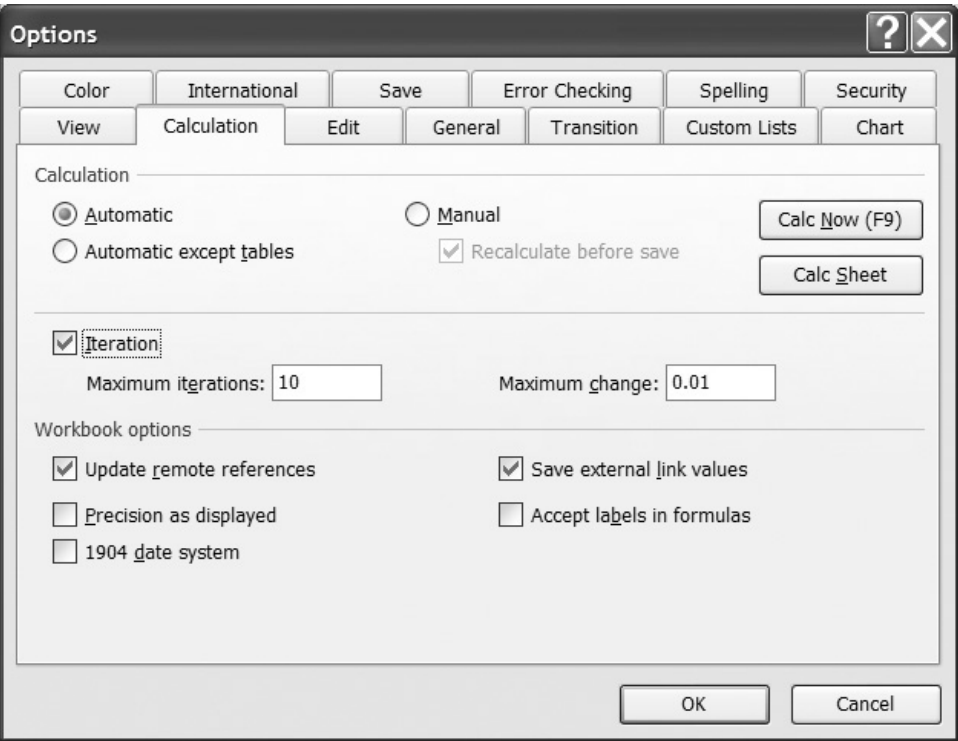 Options
Color International Save Error Checking Spelling Security
View Calculation Edit General Transition Custom Lists Chart
Calculation
Automatic Manual Calc Now (F9)
Automatic except tables Recalculate before save
Calc Sheet
Iteration
Maximum iterations: 10 Maximum change: 0.01
Workbook options
Update remote references Save external link values
Precision as displayed Accept labels in formulas
1904 date system
OK Cancel